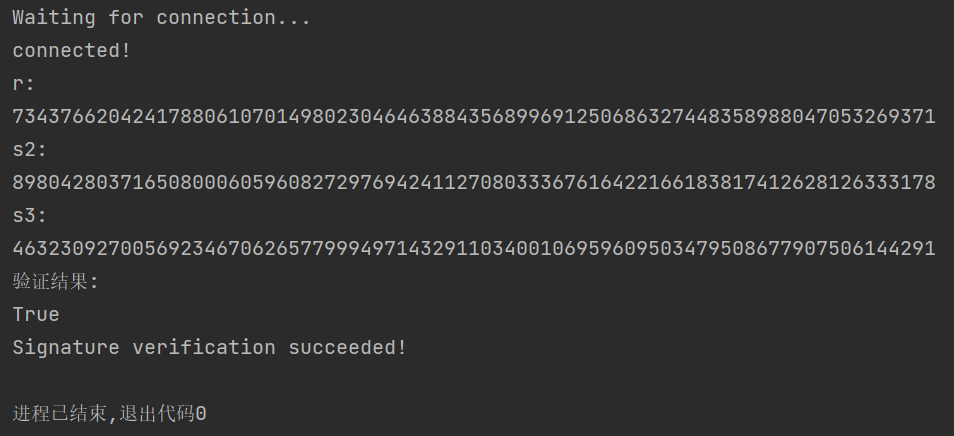 Waiting for connection...
connected!
r:
73437662042417880610701498023046463884356899691250686327448358988047053269371
s2:
89804280371650800060596082729769424112708033367616422166183817412628126333178
s3:
46323092700569234670626577999497143291103400106959609503479508677907506144291
验证结果:
True
Signature verification succeeded!
进程已结束,退出代码0